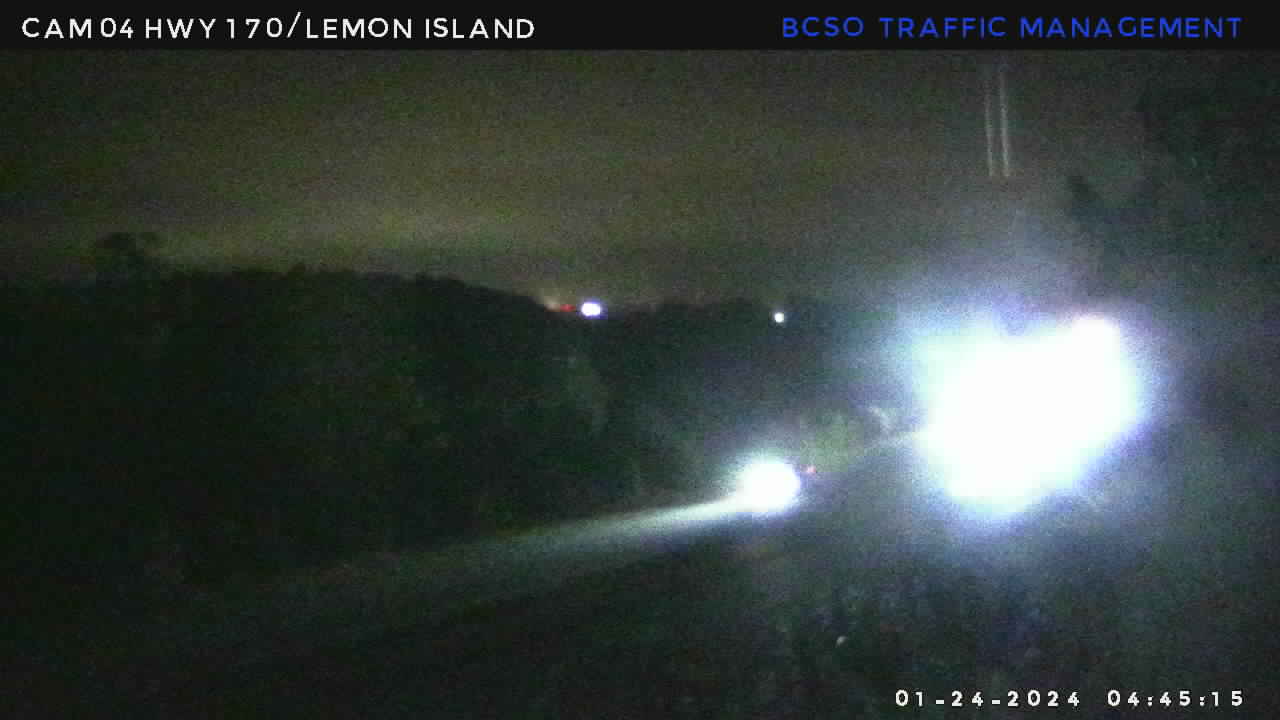 CAM04 HWY 170/LEMON ISLAND
BCSO TRAFFIC MANAGEMENT
01-24-2024 04:45:15